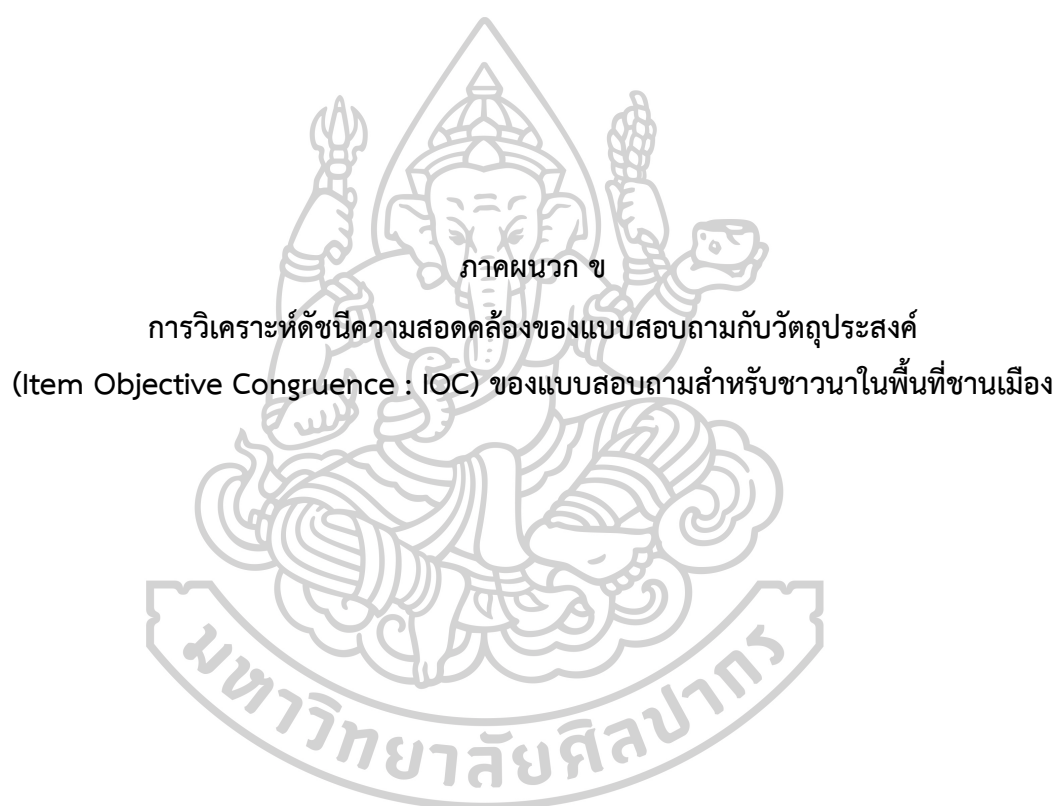 ภาคผนวก ข
การวิเคราะห์ดัชนีความสอดคล้องของแบบสอบถามกับวัตถุประสงค์
(Item Objective Congruence : IOC) ของแบบสอบถามสำหรับชาวนาในพื้นที่ชานเมือง
มหาวิทยาลัยศิลปากร